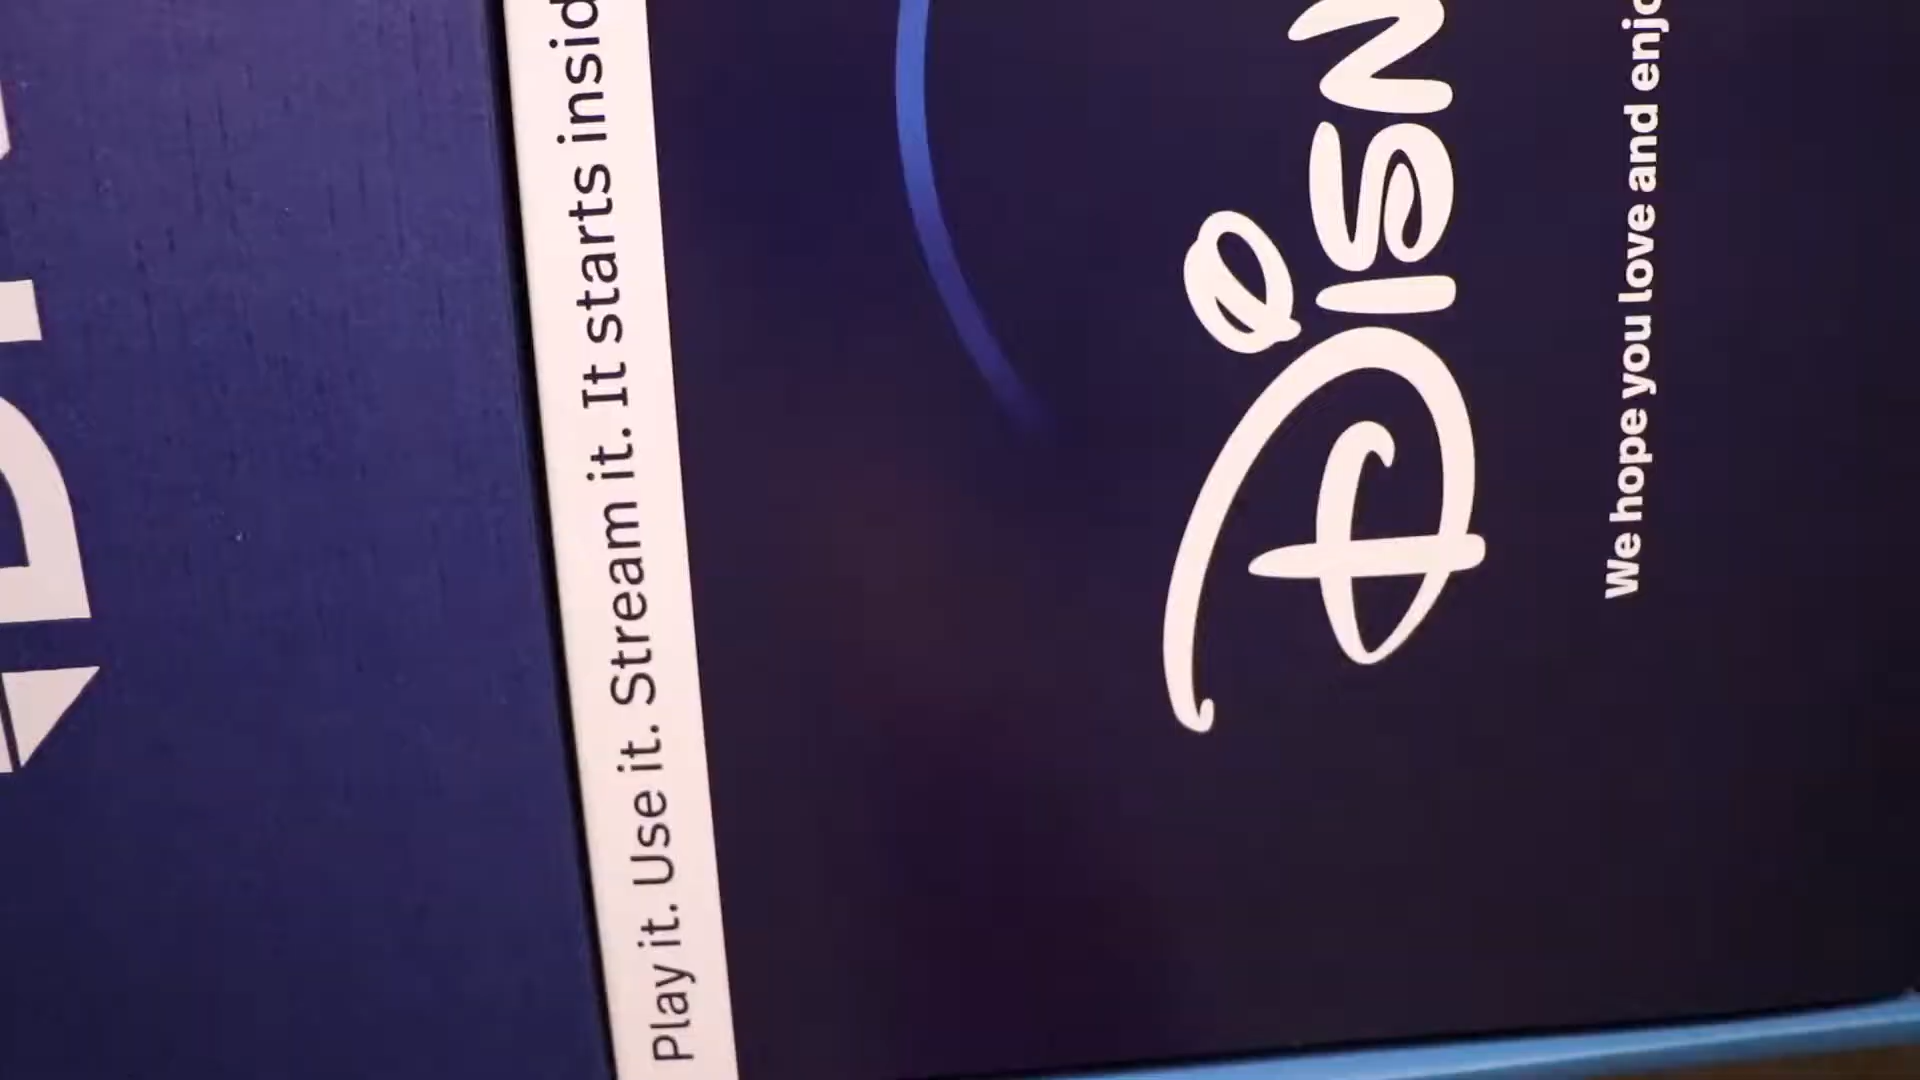 Play it. Use it. Stream it. It starts insid
DISN
We hope you love and enjo